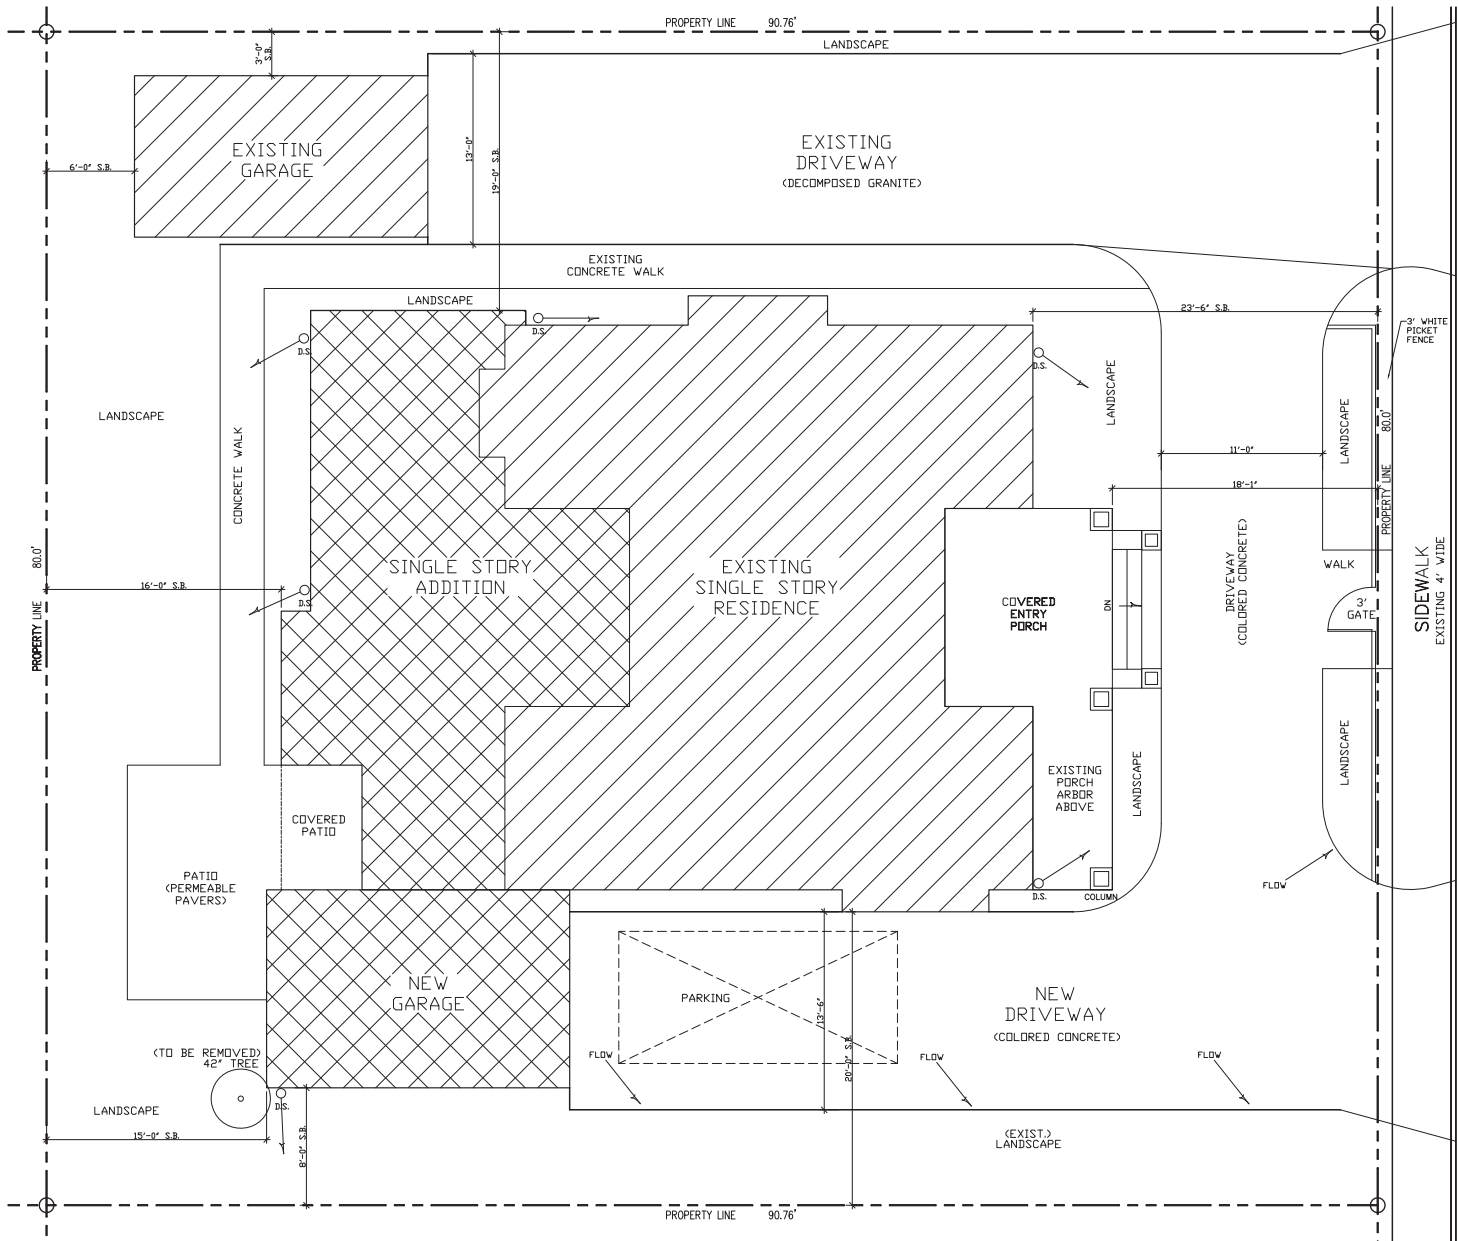 PROPERTY LINE 90.76'
LANDSCAPE
3'-0" S.B.
EXISTING
GARAGE
6'-0" S.B.
13'-0"
19'-0" S.B.
EXISTING
DRIVEWAY
(DECOMPOSED GRANITE)
EXISTING
CONCRETE WALK
LANDSCAPE
D.S.
D.S.
23'-6" S.B.
3' WHITE
PICKET
FENCE
D.S.
LANDSCAPE
LANDSCAPE
LANDSCAPE
CONCRETE WALK
11'-0"
18'-1"
PROPERTY LINE 80.0'
PROPERTY LINE 80.0'
16'-0" S.B.
D.S.
SINGLE STORY
ADDITION
EXISTING
SINGLE STORY
RESIDENCE
COVERED
ENTRY
PORCH
DN
DRIVEWAY
(COLORED CONCRETE)
WALK
3'
GATE
SIDEWALK
EXISTING 4' WIDE
LANDSCAPE
LANDSCAPE
EXISTING
PORCH
ARBOR
ABOVE
COVERED
PATIO
PATIO
(PERMEABLE
PAVERS)
D.S.
COLUMN
FLOW
NEW
GARAGE
PARKING
13'-6"
20'-0" S.B.
NEW
DRIVEWAY
(COLORED CONCRETE)
FLOW
FLOW
FLOW
(TO BE REMOVED)
42" TREE
D.S.
LANDSCAPE
15'-0" S.B.
8'-0" S.B.
(EXIST.)
LANDSCAPE
PROPERTY LINE 90.76'